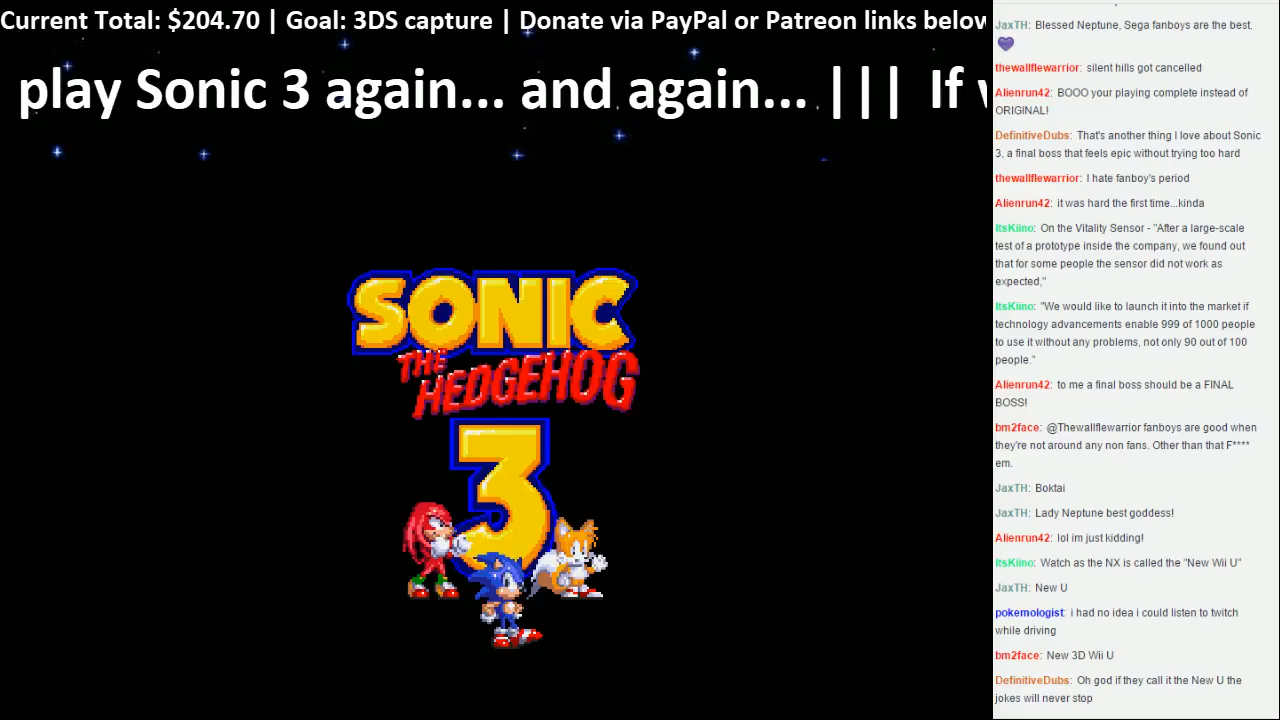 Current Total: $204.70 | Goal: 3DS capture | Donate via PayPal or Patreon links below
play Sonic 3 again... and again... ||| If
SONIC
THE
HEDGEHOG
3
JaxTH: Blessed Neptune, Sega fanboys are the best.
thewallflewarrior: silent hills got cancelled
Alienrun42: BOOO your playing complete instead of
ORIGINAL!
DefinitiveDubs: That's another thing I love about Sonic
3, a final boss that feels epic without trying too hard
thewallflewarrior: I hate fanboy's period
Alienrun42: it was hard the first time...kinda
ItsKiino: On the Vitality Sensor - "After a large-scale
test of a prototype inside the company, we found out
that for some people the sensor did not work as
expected,"
ItsKiino: "We would like to launch it into the market if
technology advancements enable 999 of 1000 people
to use it without any problems, not only 90 out of 100
people."
Alienrun42: to me a final boss should be a FINAL
BOSS!
bm2face: @Thewallflewarrior fanboys are good when
they're not around any non fans. Other than that F****
em.
JaxTH: Boktai
JaxTH: Lady Neptune best goddess!
Alienrun42: lol im just kidding!
ItsKiino: Watch as the NX is called the "New Wii U"
JaxTH: New U
pokemologist: i had no idea i could listen to twitch
while driving
bm2face: New 3D Wii U
DefinitiveDubs: Oh god if they call it the New U the
jokes will never stop